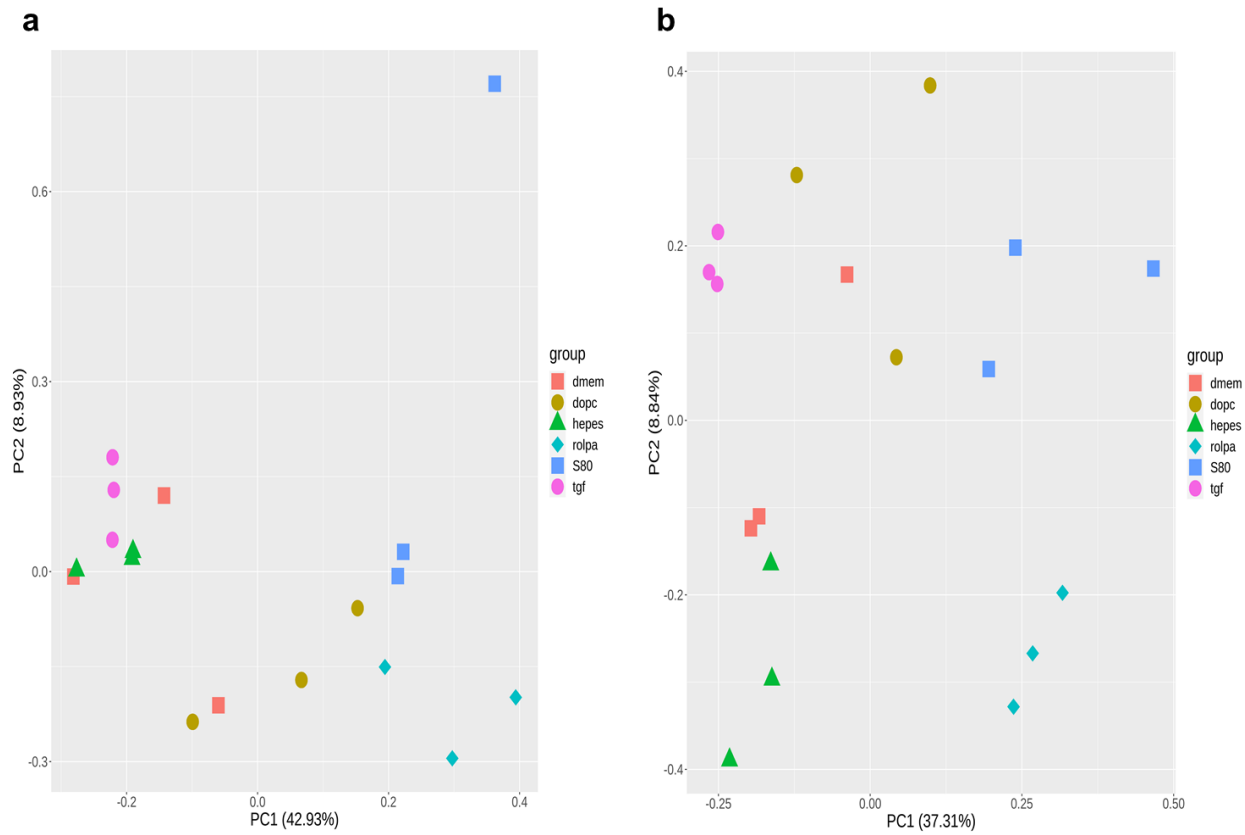 a
PC2 (8.93%)
0.6
0.3
0.0
-0.3
-0.2 0.0 0.2 0.4
PC1 (42.93%)
group
dmem
dopc
hepes
rolpa
S80
tgf
b
PC2 (8.84%)
0.4
0.2
0.0
-0.2
-0.4
-0.25 0.00 0.25 0.50
PC1 (37.31%)
group
dmem
dopc
hepes
rolpa
S80
tgf